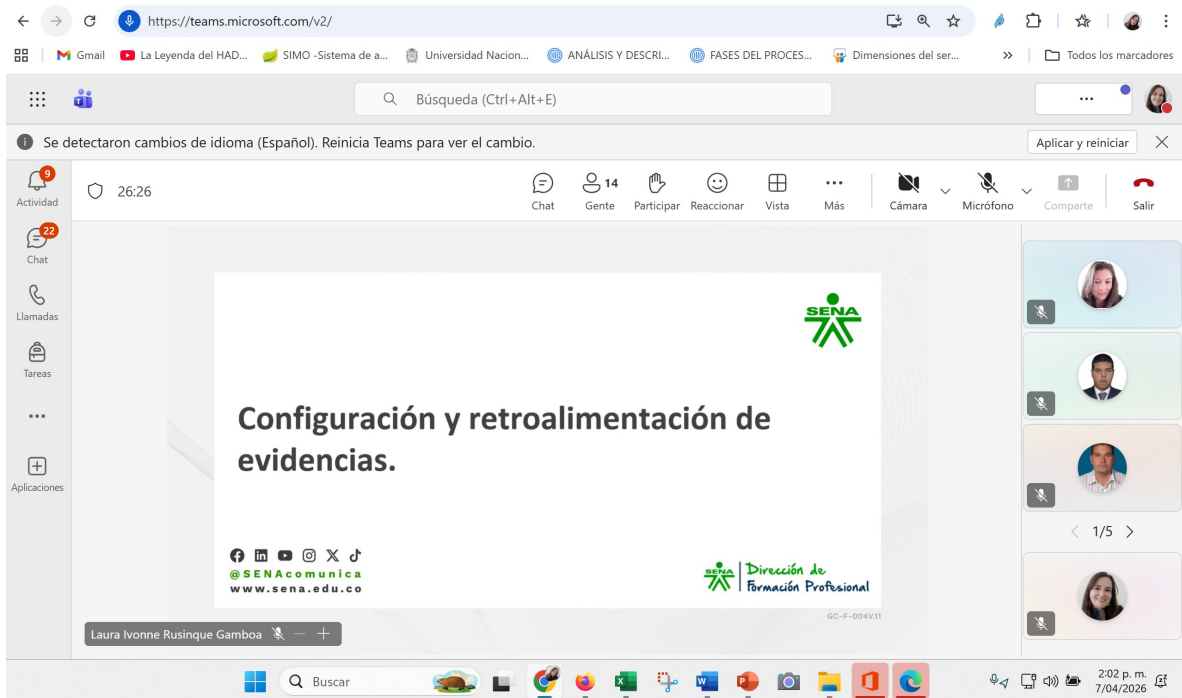 https://teams.microsoft.com/v2/
Gmail
La Leyenda del HAD...
SIMO -Sistema de a...
Universidad Nacion...
ANÁLISIS Y DESCRI...
FASES DEL PROCES...
Dimensiones del ser...
Todos los marcadores
Búsqueda (Ctrl+Alt+E)
Se detectaron cambios de idioma (Español). Reinicia Teams para ver el cambio.
Aplicar y reiniciar
9
Actividad
22
Chat
Llamadas
Tareas
Aplicaciones
26:26
Chat
14
Gente
Participar
Reaccionar
Vista
Más
Cámara
Micrófono
Comparte
Salir
SENA
Configuración y retroalimentación de
evidencias.
@SENAcomunica
www.sena.edu.co
SENA
Dirección de
Formación Profesional
GC-F-004V.11
Laura Ivonne Rusinque Gamboa
1/5
Buscar
2:02 p. m.
7/04/2026